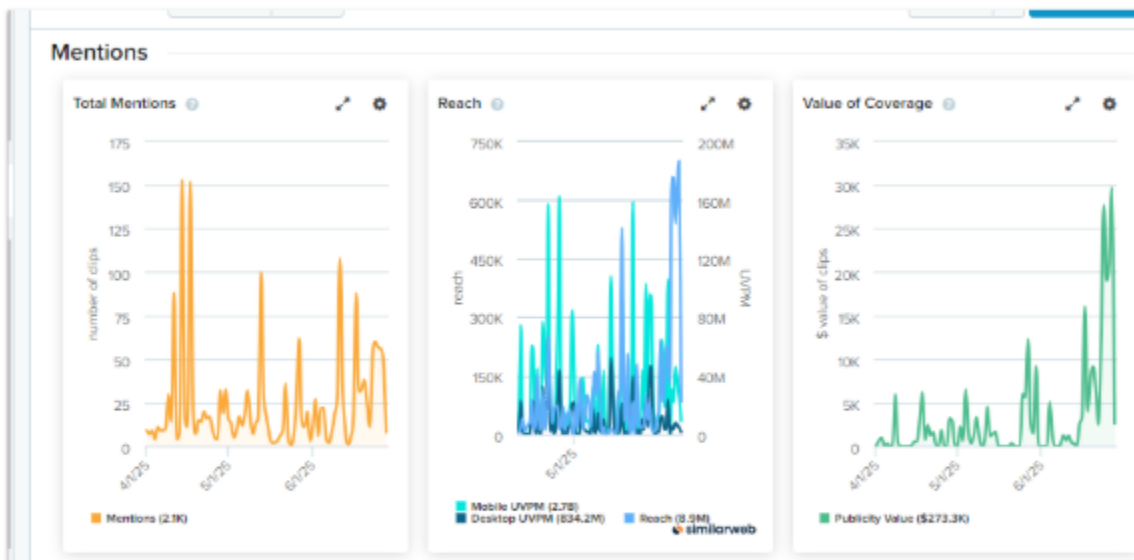 Mentions
Total Mentions
Reach
Value of Coverage
175
150
125
100
75
50
25
0
number of clips
4/1/25
5/1/25
6/1/25
Mentions (2.1K)
750K
600K
450K
300K
150K
0
reach
200M
160M
120M
80M
40M
0
UVPM
5/1/25
Mobile UVPM (2.7B)
Desktop UVPM (834.2M)
Reach (8.9M)
similarweb
35K
30K
25K
20K
15K
10K
5K
0
$ value of clips
4/1/25
5/1/25
6/1/25
Publicity Value ($273.3K)